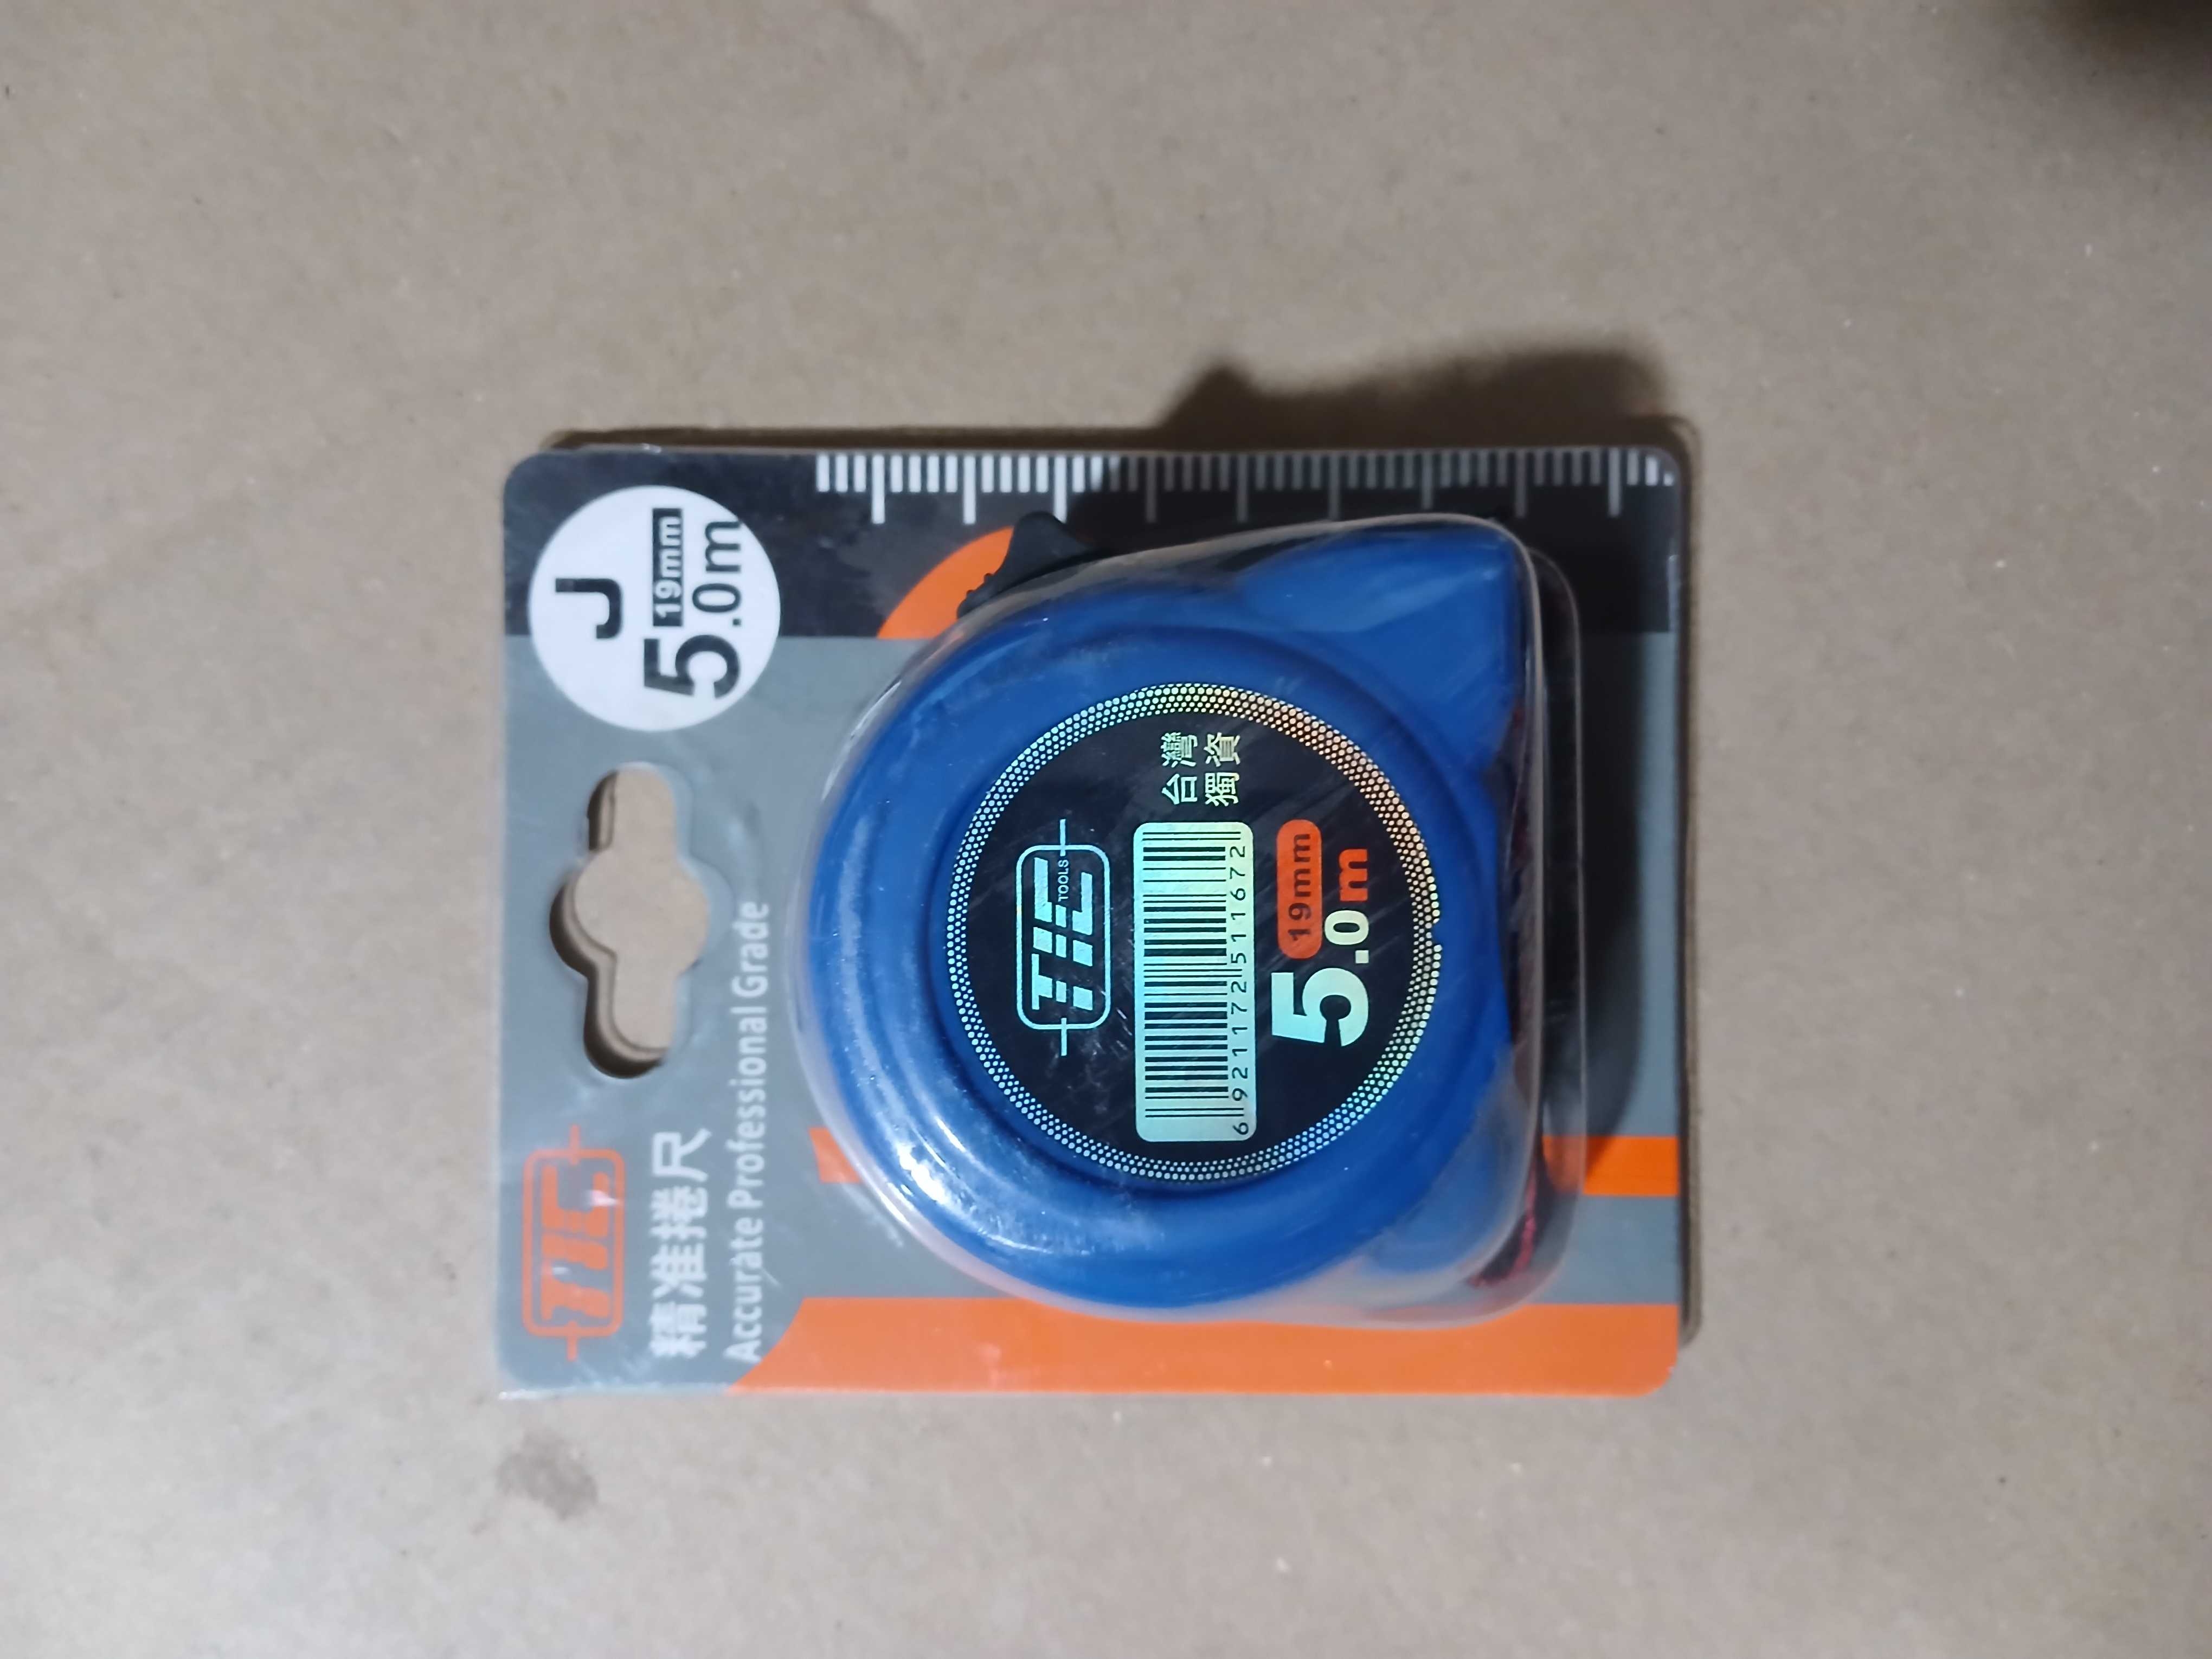 TIE
精准捲尺
Accurate Professional Grade
J
19mm
5.0m
TIE
TOOLS
台灣
獨資
6921172511672
19mm
5.0m